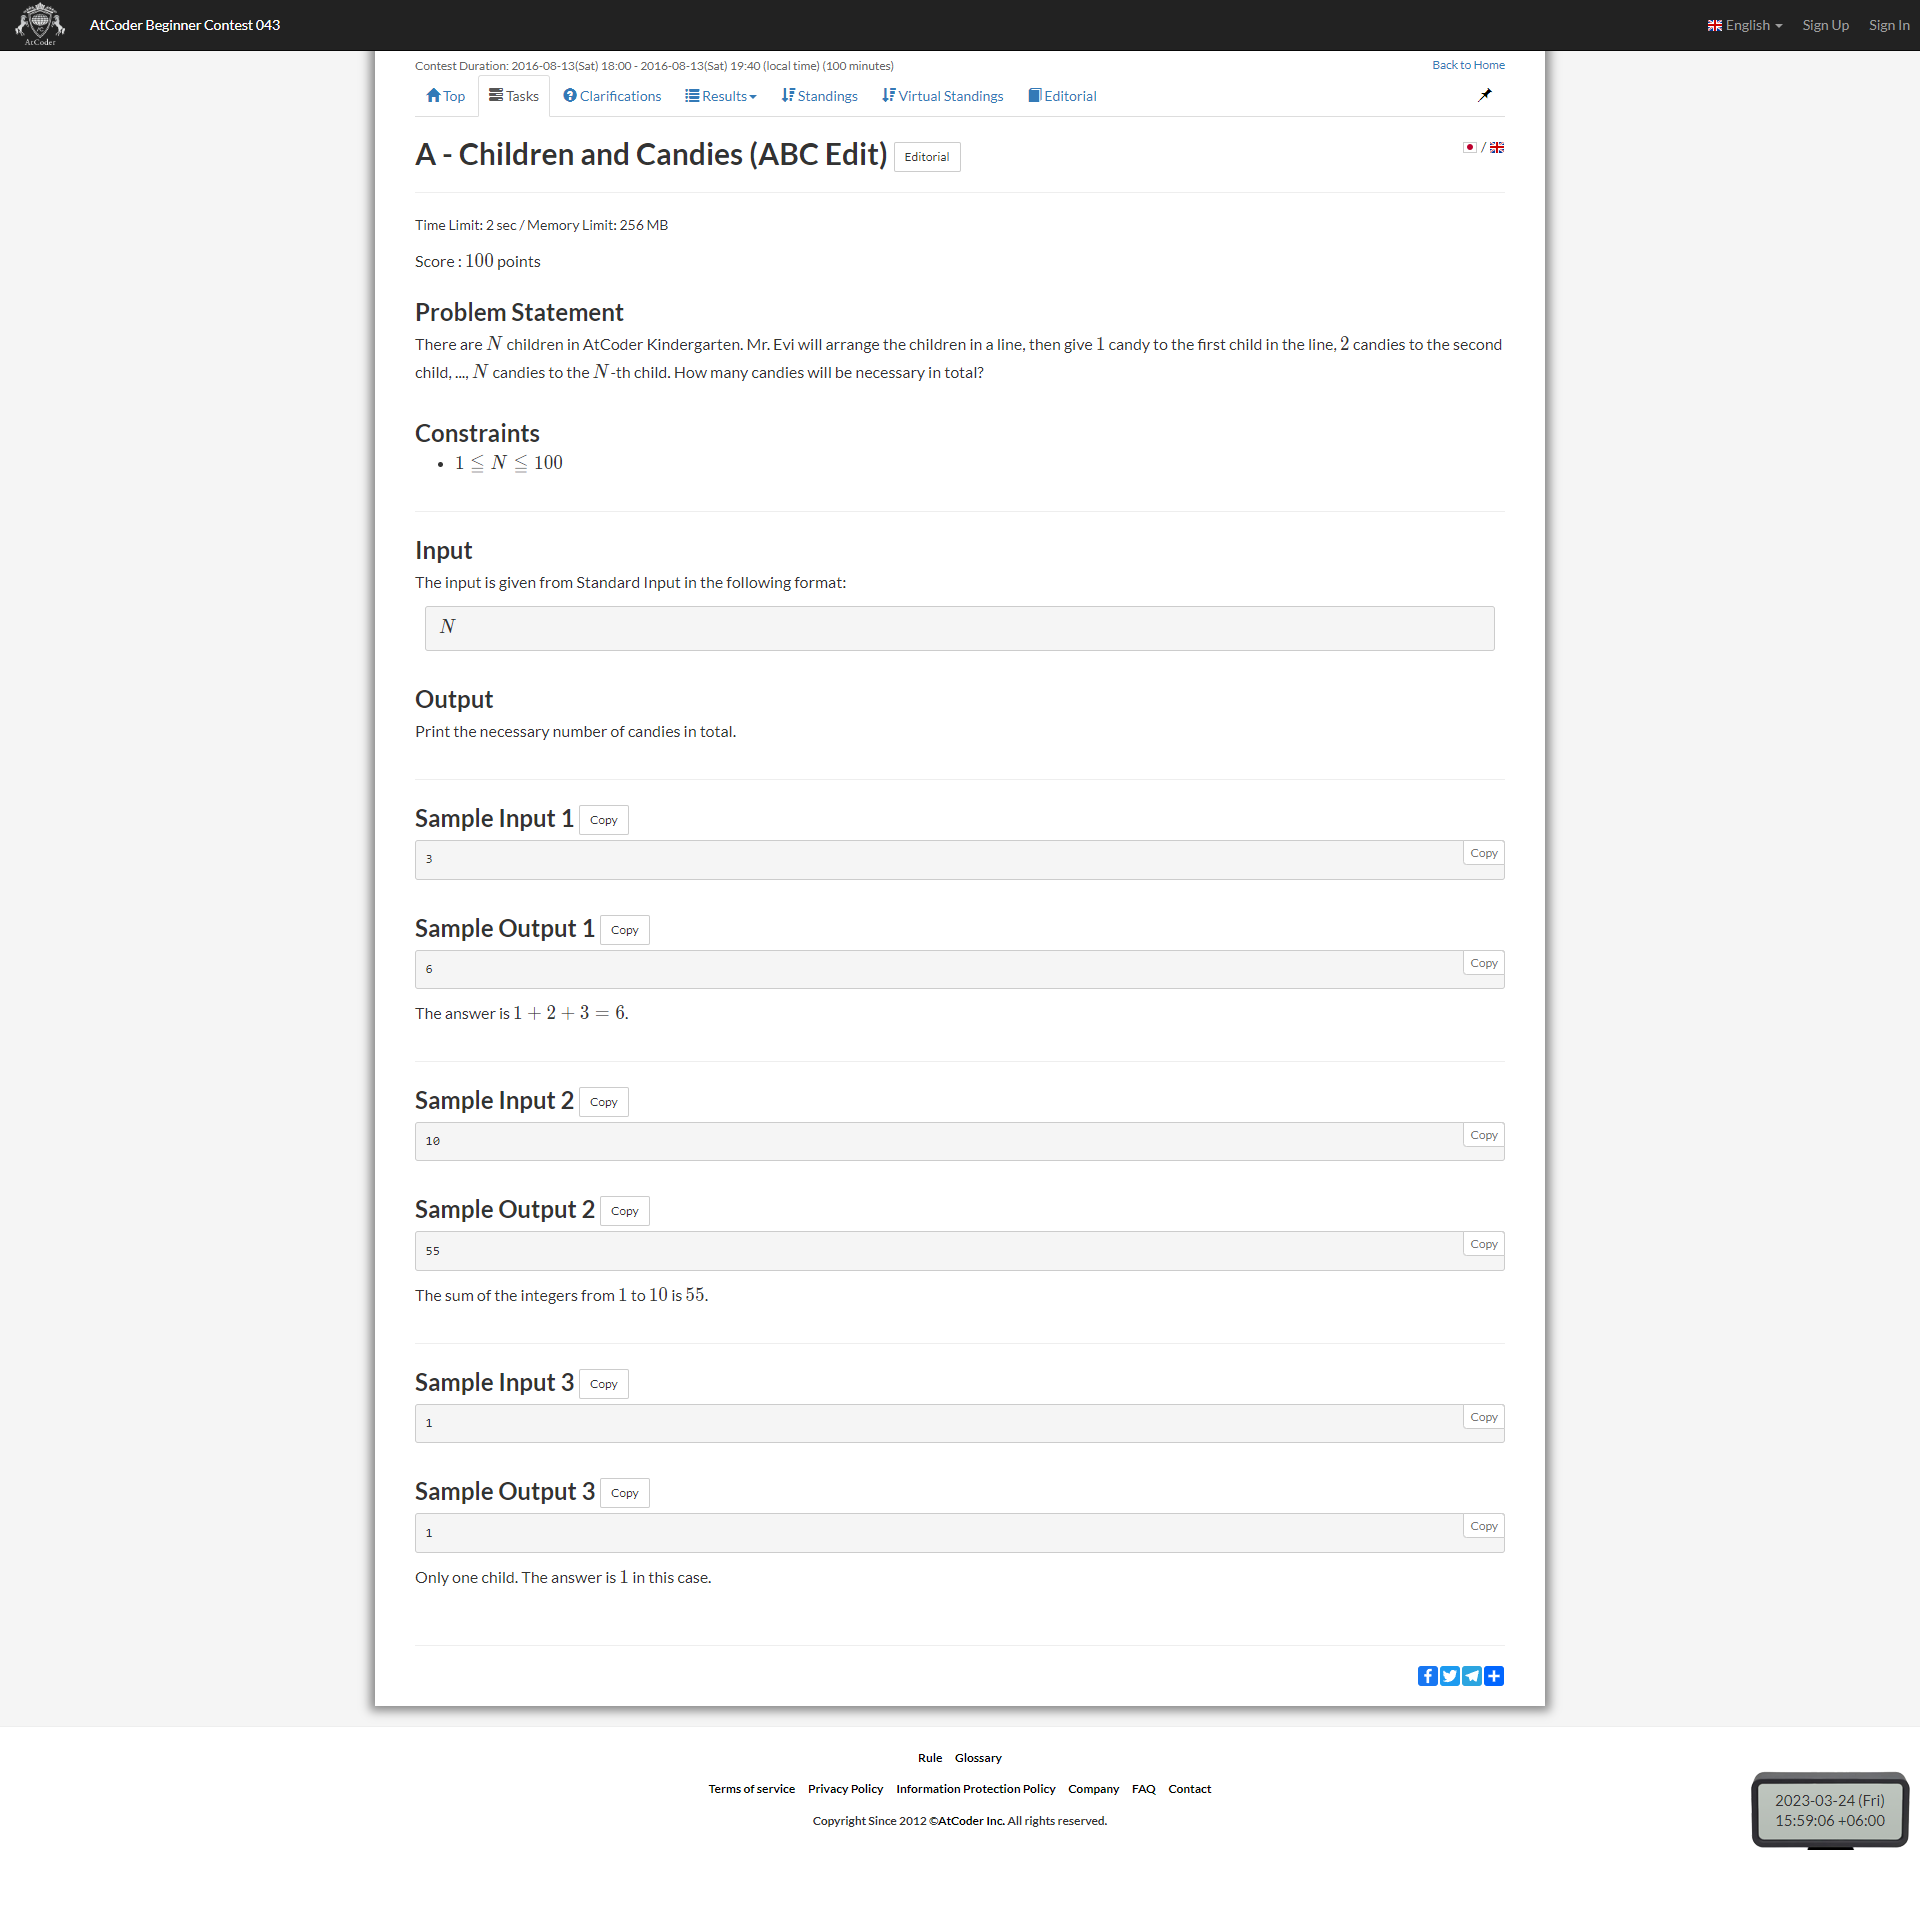 AtCoder
AtCoder Beginner Contest 043
English
Sign Up
Sign In
Contest Duration: 2016-08-13(Sat) 18:00 - 2016-08-13(Sat) 19:40 (local time) (100 minutes)
Back to Home
Top
Tasks
Clarifications
Results
Standings
Virtual Standings
Editorial
A - Children and Candies (ABC Edit)
Editorial
/
Time Limit: 2 sec / Memory Limit: 256 MB
Score : 100 points
Problem Statement
There are N children in AtCoder Kindergarten. Mr. Evi will arrange the children in a line, then give 1 candy to the first child in the line, 2 candies to the second
child, ..., N candies to the N-th child. How many candies will be necessary in total?
Constraints
• 1 ≦ N ≦ 100
Input
The input is given from Standard Input in the following format:
N
Output
Print the necessary number of candies in total.
Sample Input 1
Copy
3
Copy
Sample Output 1
Copy
6
Copy
The answer is 1 + 2 + 3 = 6.
Sample Input 2
Copy
10
Copy
Sample Output 2
Copy
55
Copy
The sum of the integers from 1 to 10 is 55.
Sample Input 3
Copy
1
Copy
Sample Output 3
Copy
1
Copy
Only one child. The answer is 1 in this case.
Rule Glossary
Terms of service Privacy Policy Information Protection Policy Company FAQ Contact
Copyright Since 2012 ©AtCoder Inc. All rights reserved.
2023-03-24 (Fri)
15:59:06 +06:00